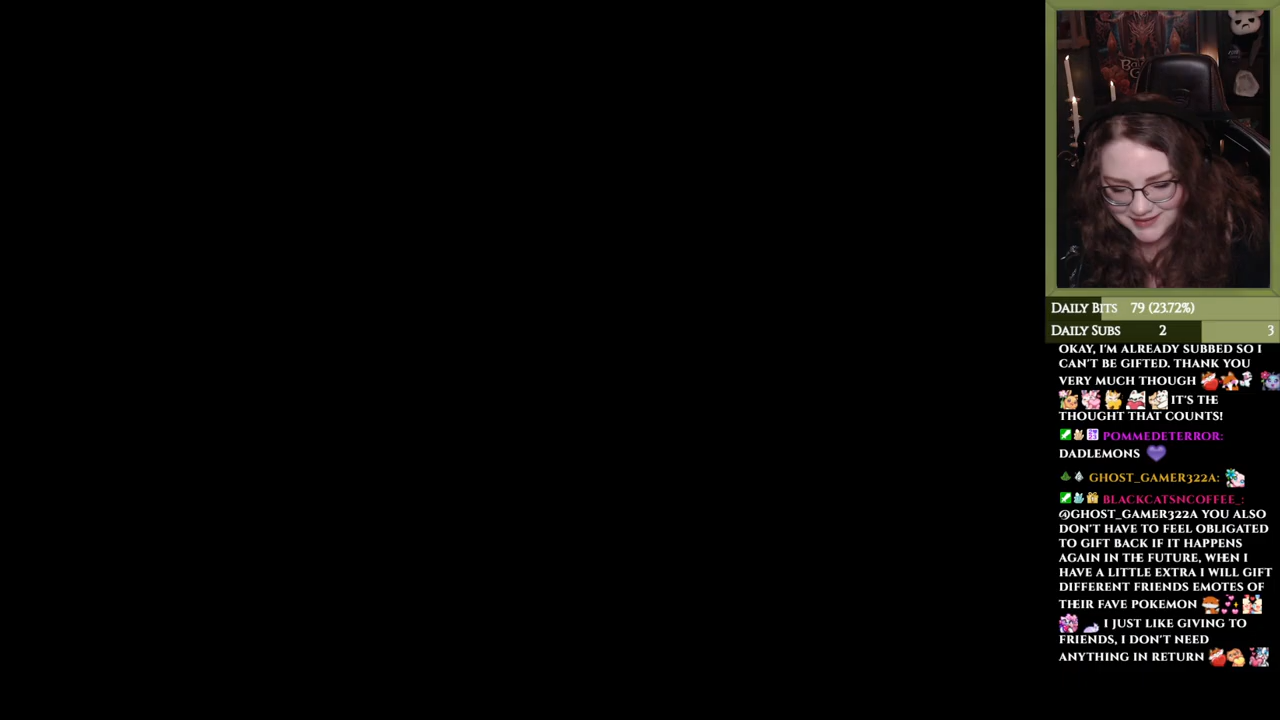 DAILY BITS 79 (23.72%)
DAILY SUBS 2 3
OKAY, I'M ALREADY SUBBED SO I
CAN'T BE GIFTED. THANK YOU
VERY MUCH THOUGH
IT'S THE
THOUGHT THAT COUNTS!
POMMEDETERROR:
DADLEMONS
GHOST_GAMER322A:
BLACKCATSNCOFFEE_:
@GHOST_GAMER322A YOU ALSO
DON'T HAVE TO FEEL OBLIGATED
TO GIFT BACK IF IT HAPPENS
AGAIN IN THE FUTURE, WHEN I
HAVE A LITTLE EXTRA I WILL GIFT
DIFFERENT FRIENDS EMOTES OF
THEIR FAVE POKEMON
I JUST LIKE GIVING TO
FRIENDS, I DON'T NEED
ANYTHING IN RETURN